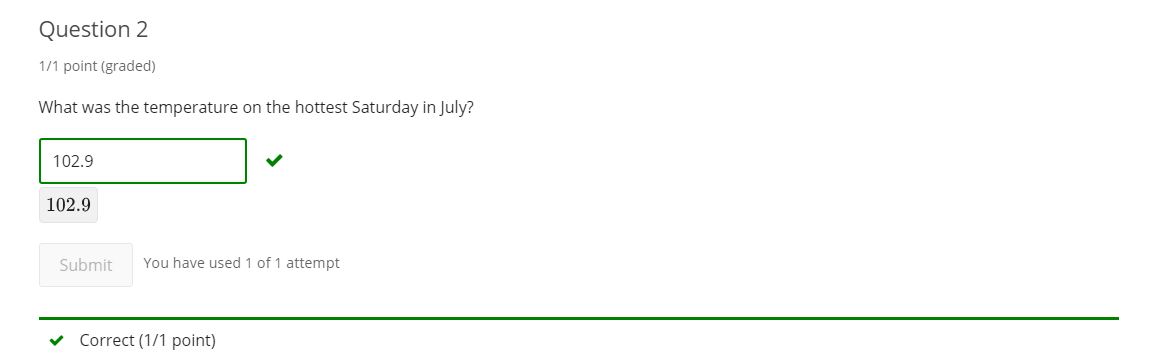 Question 2
1/1 point (graded)
What was the temperature on the hottest Saturday in July?
102.9
102.9
Submit You have used 1 of 1 attempt
Correct (1/1 point)